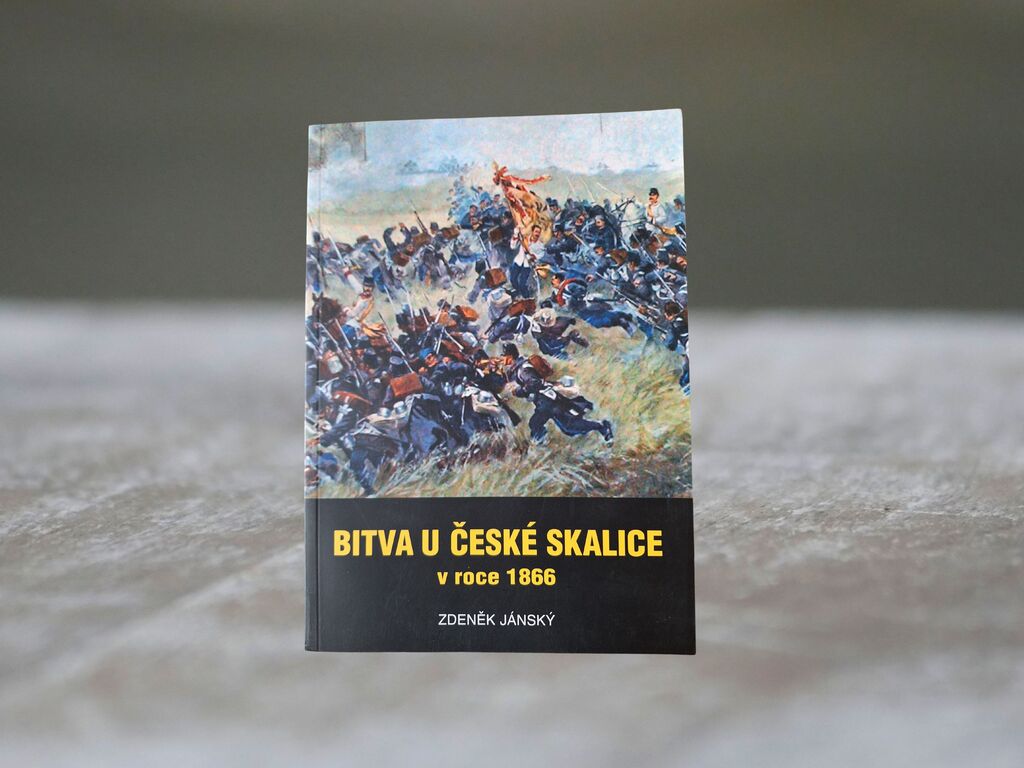 BITVA U ČESKÉ SKALICE
v roce 1866
ZDENĚK JÁNSKÝ